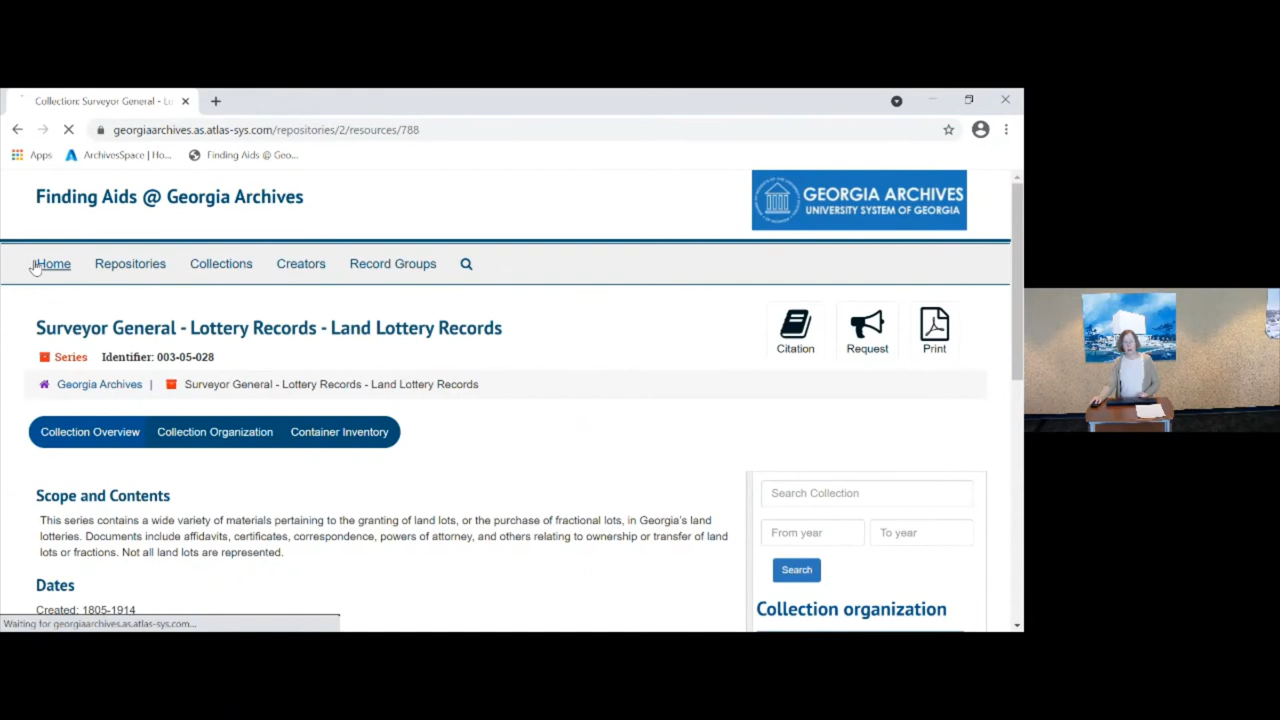 Collection: Surveyor General - Lo
georgiaarchives.as.atlas-sys.com/repositories/2/resources/788
Apps ArchivesSpace | Ho... Finding Aids @ Geo...
Finding Aids @ Georgia Archives
GEORGIA ARCHIVES
UNIVERSITY SYSTEM OF GEORGIA
Home Repositories Collections Creators Record Groups
Surveyor General - Lottery Records - Land Lottery Records
Citation Request Print
Series Identifier: 003-05-028
Georgia Archives | Surveyor General - Lottery Records - Land Lottery Records
Collection Overview Collection Organization Container Inventory
Scope and Contents
This series contains a wide variety of materials pertaining to the granting of land lots, or the purchase of fractional lots, in Georgia's land
lotteries. Documents include affidavits, certificates, correspondence, powers of attorney, and others relating to ownership or transfer of land
lots or fractions. Not all land lots are represented.
Dates
Created: 1805-1914
Search Collection
From year To year
Search
Collection organization
Waiting for georgiaarchives.as.atlas-sys.com...